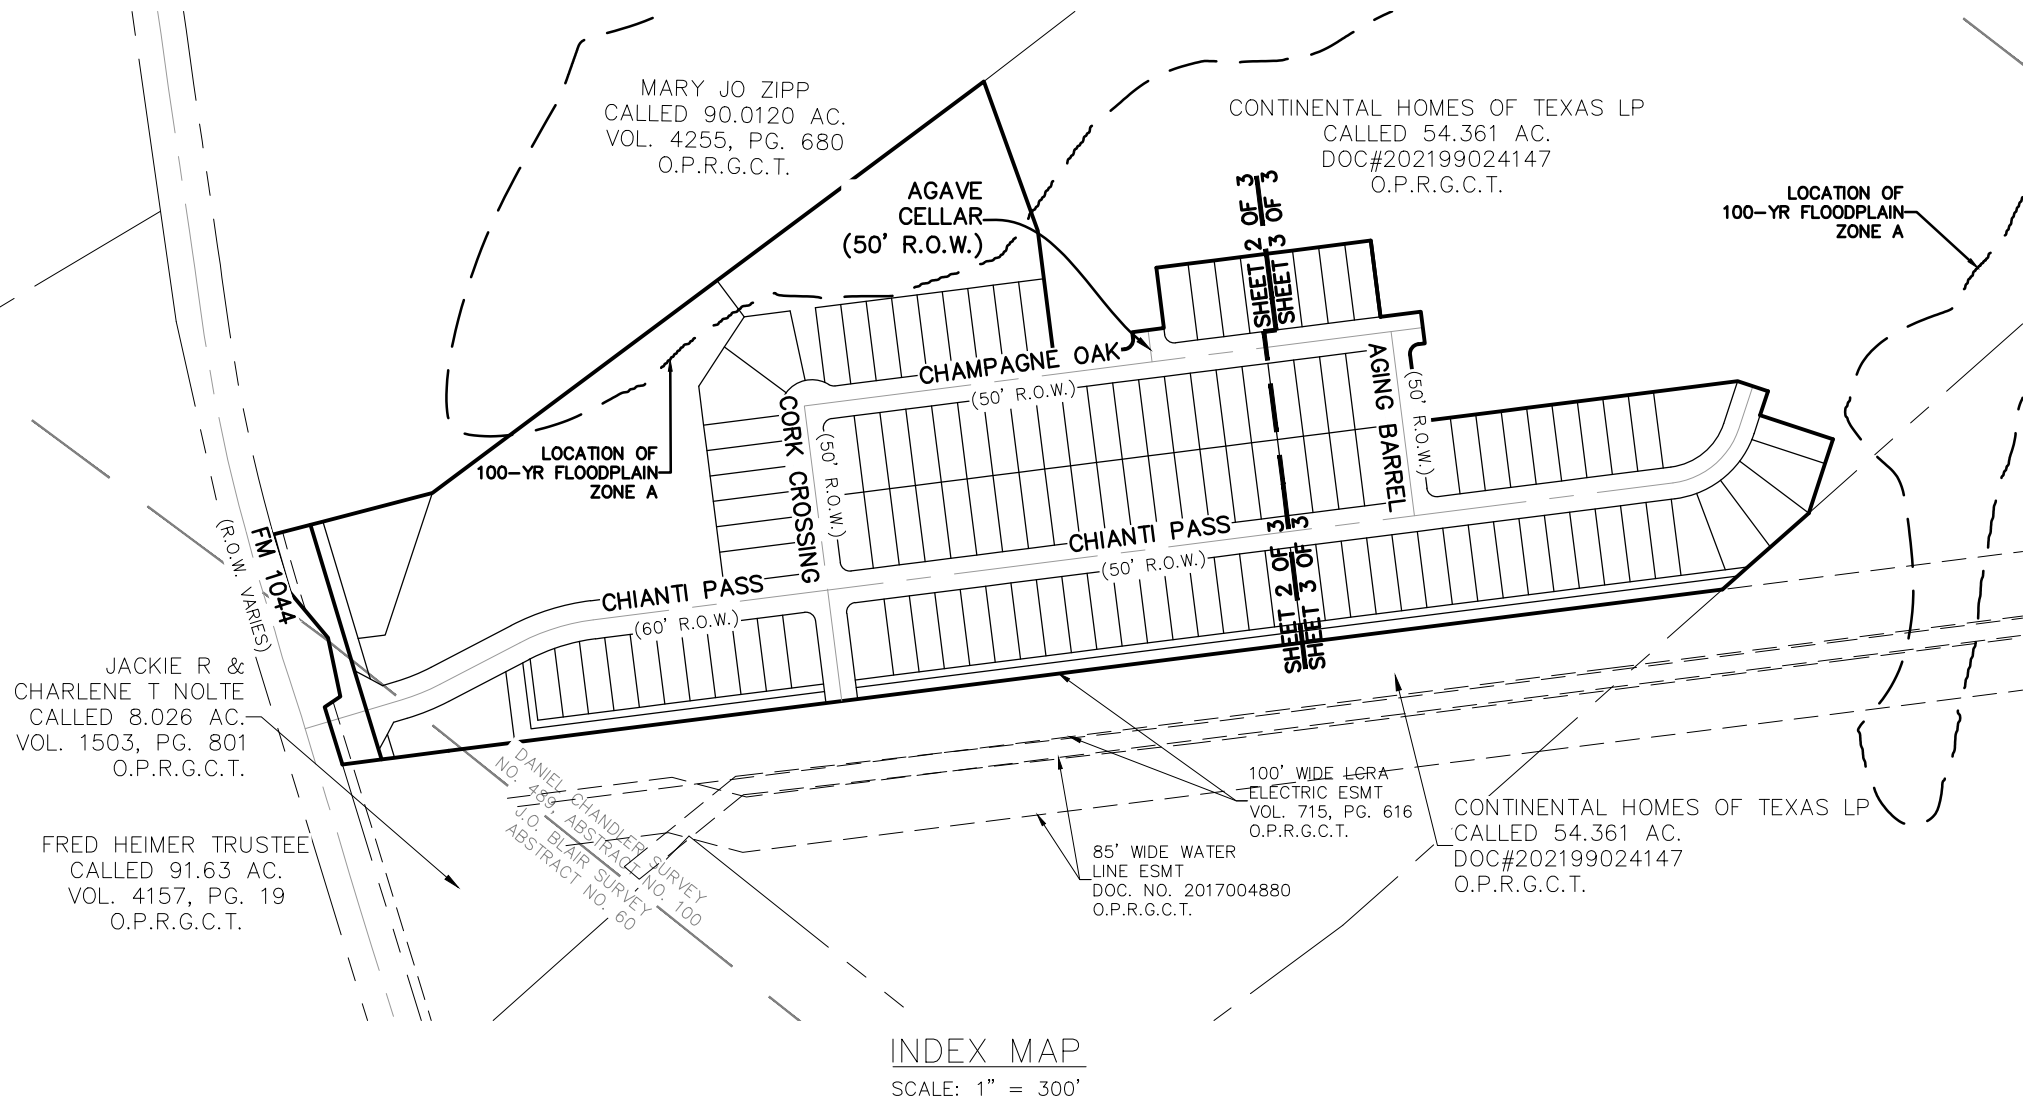 MARY JO ZIPP
CALLED 90.0120 AC.
VOL. 4255, PG. 680
O.P.R.G.C.T.
CONTINENTAL HOMES OF TEXAS LP
CALLED 54.361 AC.
DOC#202199024147
O.P.R.G.C.T.
LOCATION OF
100-YR FLOODPLAIN
ZONE A
AGAVE
CELLAR
(50' R.O.W.)
SHEET 2 OF 3
SHEET 3 OF 3
CHAMPAGNE OAK
(50' R.O.W.)
AGING BARREL
(50' R.O.W.)
CORK CROSSING
(50' R.O.W.)
LOCATION OF
100-YR FLOODPLAIN
ZONE A
CHIANTI PASS
(50' R.O.W.)
CHIANTI PASS
(60' R.O.W.)
SHEET 2 OF 3
SHEET 3 OF 3
FM 1044
(R.O.W. VARIES)
JACKIE R &
CHARLENE T NOLTE
CALLED 8.026 AC.
VOL. 1503, PG. 801
O.P.R.G.C.T.
FRED HEIMER TRUSTEE
CALLED 91.63 AC.
VOL. 4157, PG. 19
O.P.R.G.C.T.
DANIEL CHANDLER SURVEY
NO. 489, ABSTRACT NO. 100
J.O. BLAIR SURVEY
ABSTRACT NO. 60
100' WIDE LCRA
ELECTRIC ESMT
VOL. 715, PG. 616
O.P.R.G.C.T.
85' WIDE WATER
LINE ESMT
DOC. NO. 2017004880
O.P.R.G.C.T.
CONTINENTAL HOMES OF TEXAS LP
CALLED 54.361 AC.
DOC#202199024147
O.P.R.G.C.T.
INDEX MAP
SCALE: 1" = 300'